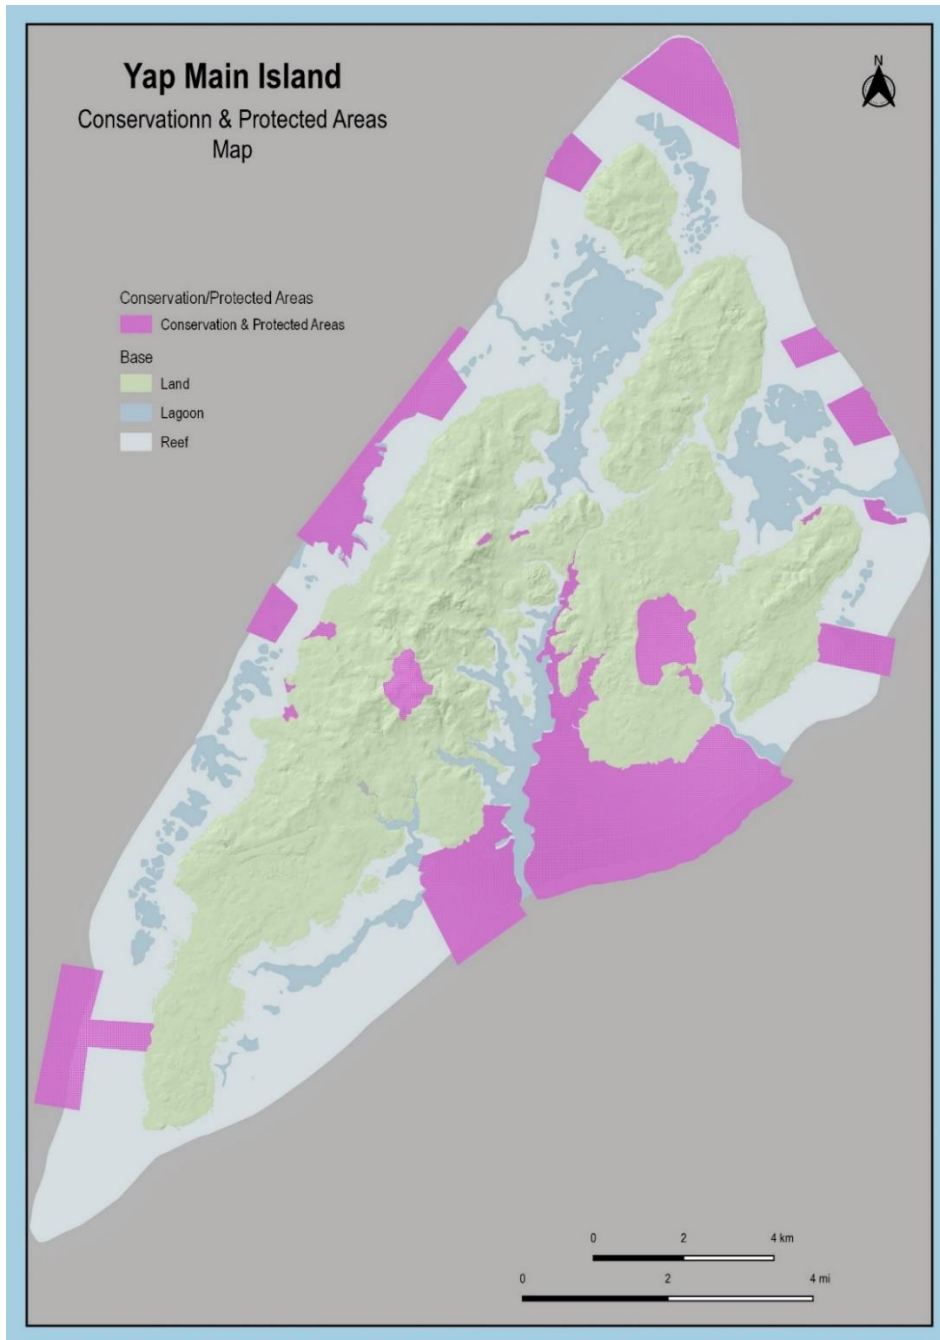 Yap Main Island
Conservationn & Protected Areas
Map
N
Conservation/Protected Areas
Conservation & Protected Areas
Base
Land
Lagoon
Reef
0 2 4 km
0 2 4 mi